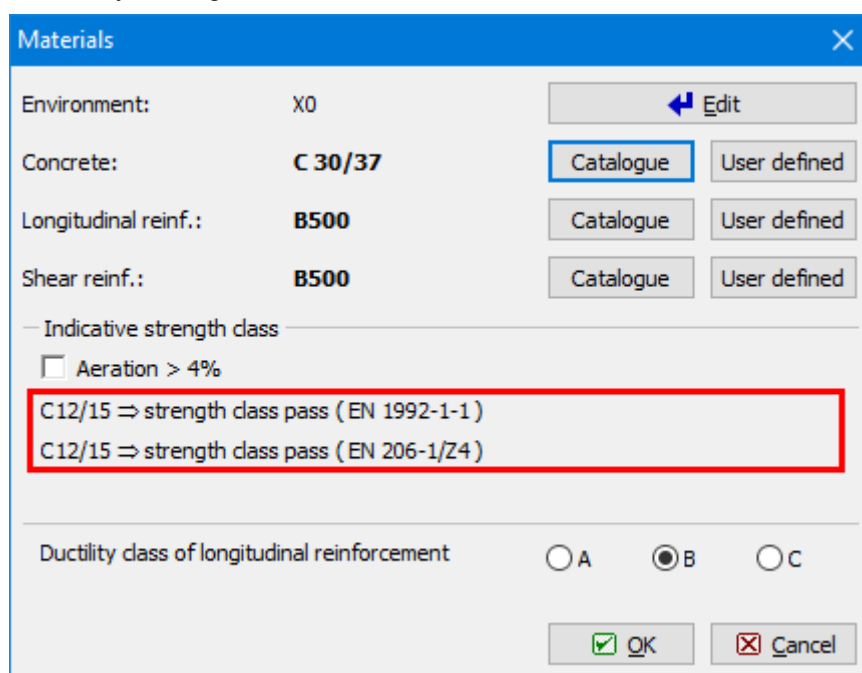 Materials
Environment: X0 Edit
Concrete: C 30/37 Catalogue User defined
Longitudinal reinf.: B500 Catalogue User defined
Shear reinf.: B500 Catalogue User defined
Indicative strength class
Aeration > 4%
C12/15 ⇒ strength class pass ( EN 1992-1-1 )
C12/15 ⇒ strength class pass ( EN 206-1/Z4 )
Ductility class of longitudinal reinforcement A B C
OK Cancel